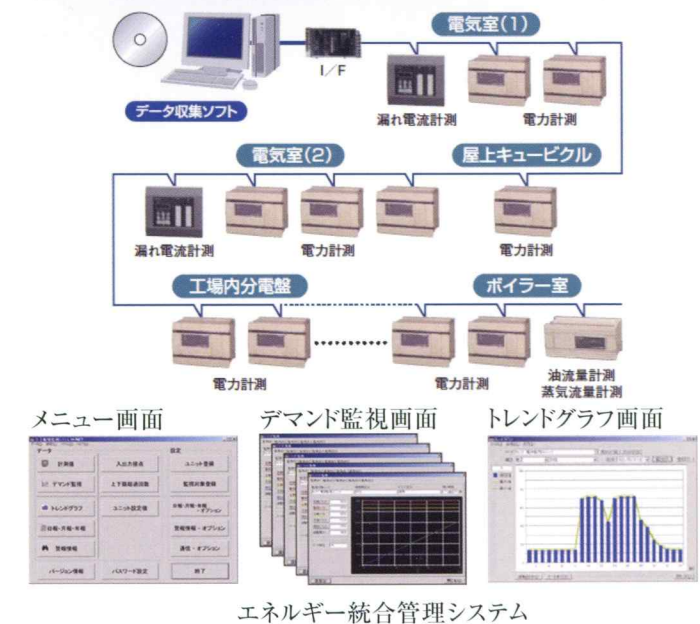 電気室(1)
I/F
データ収集ソフト
漏れ電流計測
電力計測
電気室(2)
屋上キュービクル
漏れ電流計測
電力計測
電力計測
工場内分電盤
ボイラー室
電力計測
電力計測
油流量計測
蒸気流量計測
メニュー画面
デマンド監視画面
トレンドグラフ画面
データ
設定
計測値
入出力接点
ユニット登録
デマンド監視
上下限超過回数
監視対象登録
トレンドグラフ
ユニット設定値
日報・月報・年報
-オプション
日報・月報・年報
警報情報・オプション
警報情報
通信・オプション
バージョン情報
パスワード設定
終了
エネルギー統合管理システム